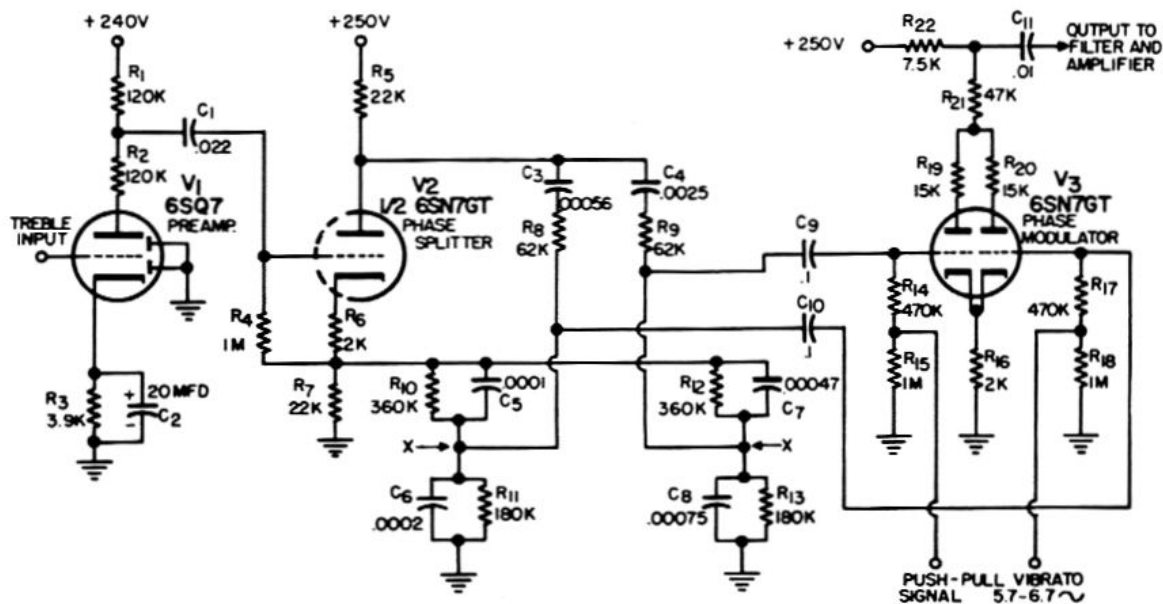 +240V
R1
120K
C1
.022
R2
120K
V1
6SQ7
PREAMP.
TREBLE
INPUT
R3
3.9K
20 MFD
+
-
C2
+250V
R5
22K
V2
1/2 6SN7GT
PHASE
SPLITTER
R4
1M
R6
2K
R7
22K
C3
.00056
R8
62K
C4
.0025
R9
62K
R10
360K
.0001
C5
X
C6
.0002
R11
180K
R12
360K
.00047
C7
X
C8
.00075
R13
180K
C9
.1
C10
.1
+250V
R22
7.5K
C11
.01
OUTPUT TO
FILTER AND
AMPLIFIER
R21
47K
R19
15K
R20
15K
V3
6SN7GT
PHASE
MODULATOR
R14
470K
R15
1M
R16
2K
R17
470K
R18
1M
PUSH-PULL VIBRATO
SIGNAL 5.7-6.7~